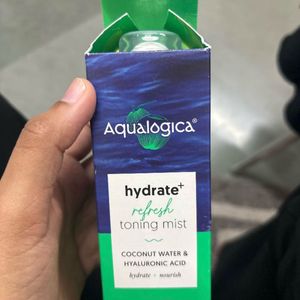 Aqualogica®
hydrate+
refresh
toning mist
COCONUT WATER &
HYALURONIC ACID
hydrate + nourish